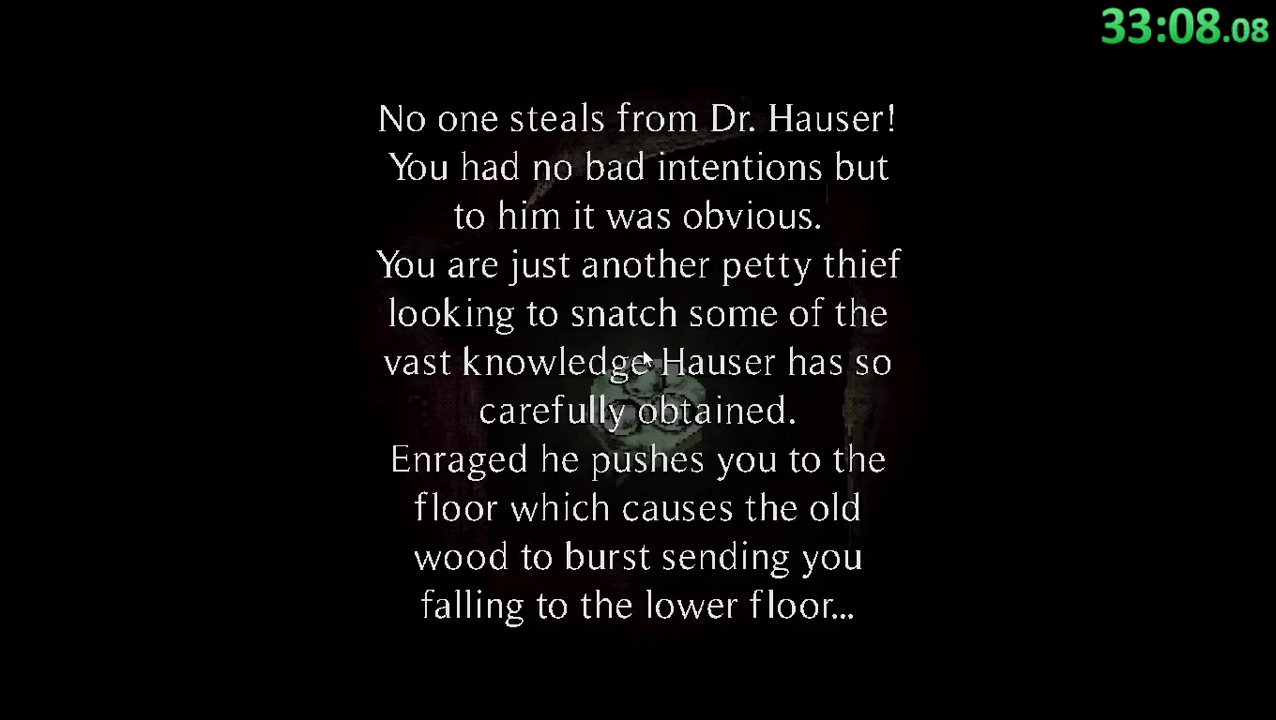 33:08.08
No one steals from Dr. Hauser!
You had no bad intentions but
to him it was obvious.
You are just another petty thief
looking to snatch some of the
vast knowledge Hauser has so
carefully obtained.
Enraged he pushes you to the
floor which causes the old
wood to burst sending you
falling to the lower floor...